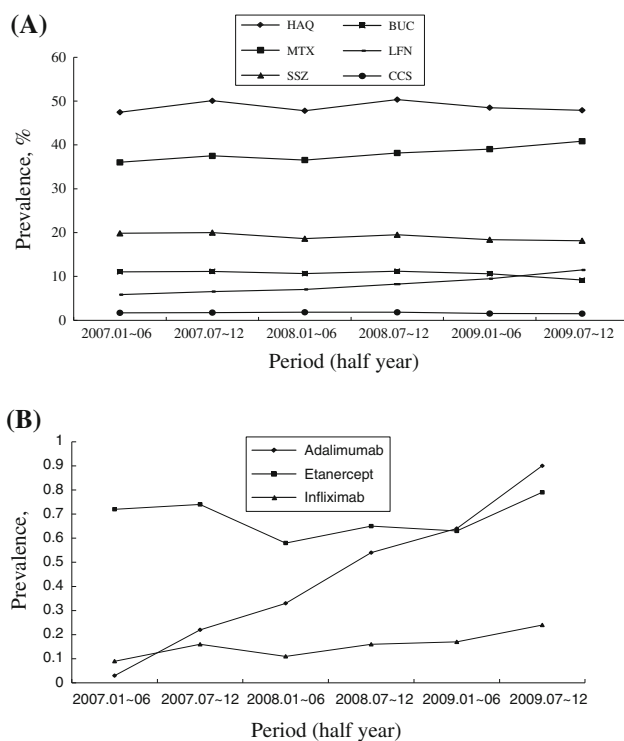 (A)
HAQ BUC
MTX LFN
SSZ CCS
60
50
40
30
20
10
0
Prevalence, %
2007.01~06 2007.07~12 2008.01~06 2008.07~12 2009.01~06 2009.07~12
Period (half year)
(B)
Adalimumab
Etanercept
Infliximab
1
0.9
0.8
0.7
0.6
0.5
0.4
0.3
0.2
0.1
0
Prevalence,
2007.01~06 2007.07~12 2008.01~06 2008.07~12 2009.01~06 2009.07~12
Period (half year)